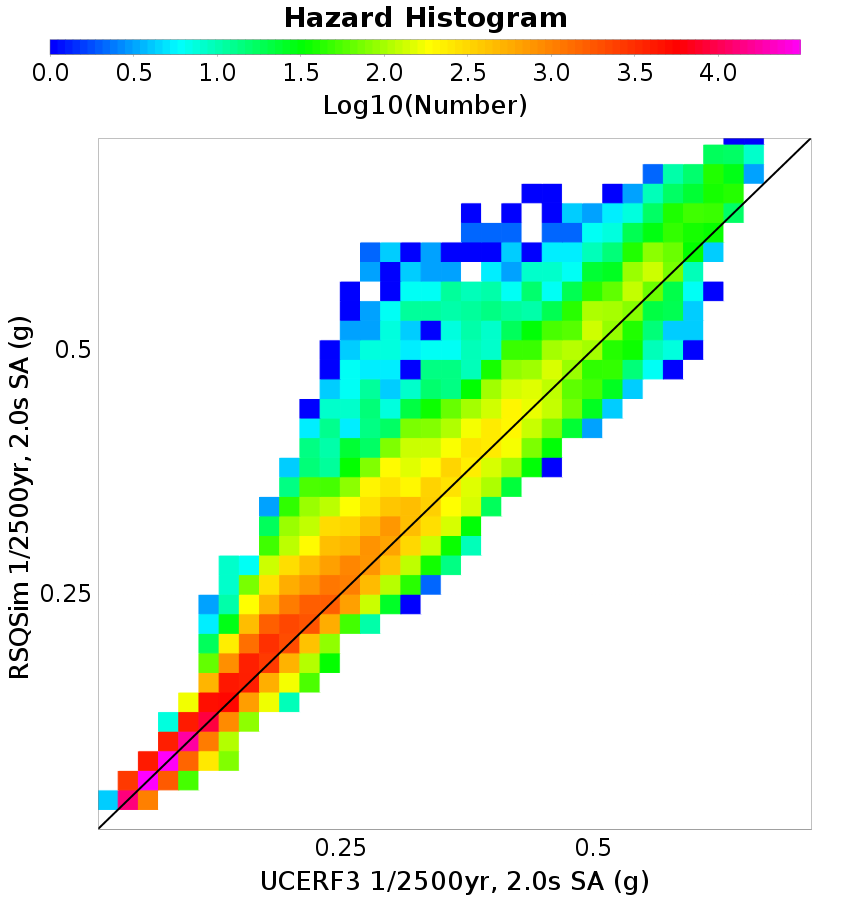 Hazard Histogram
0.0 0.5 1.0 1.5 2.0 2.5 3.0 3.5 4.0
Log10(Number)
0.5
0.25
RSQSim 1/2500yr, 2.0s SA (g)
0.25 0.5
UCERF3 1/2500yr, 2.0s SA (g)